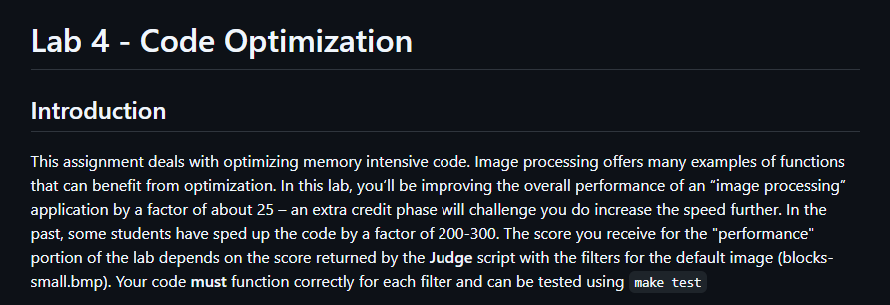 Lab 4 - Code Optimization
Introduction
This assignment deals with optimizing memory intensive code. Image processing offers many examples of functions
that can benefit from optimization. In this lab, you’ll be improving the overall performance of an “image processing”
application by a factor of about 25 – an extra credit phase will challenge you do increase the speed further. In the
past, some students have sped up the code by a factor of 200-300. The score you receive for the "performance"
portion of the lab depends on the score returned by the Judge script with the filters for the default image (blocks-
small.bmp). Your code must function correctly for each filter and can be tested using make test